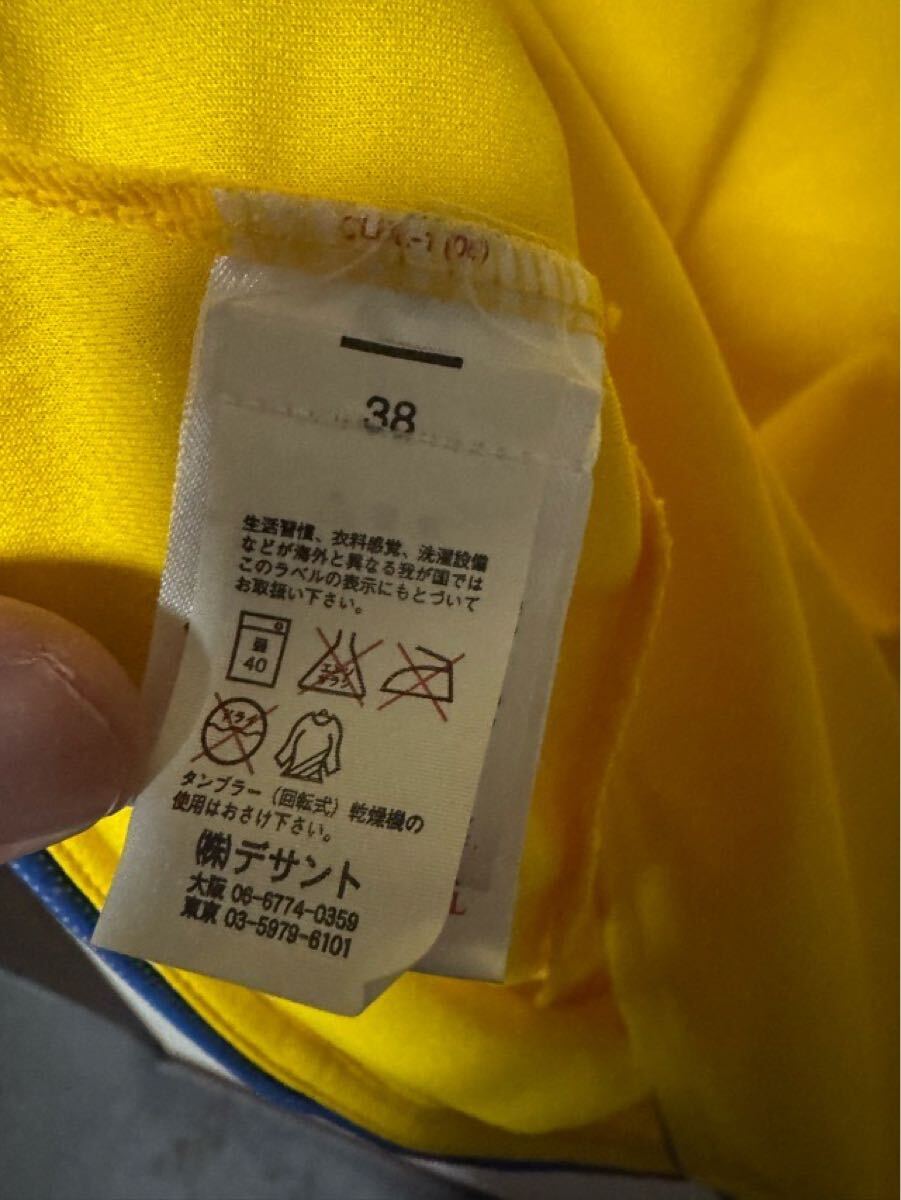 38
生活習慣、衣料感覚、洗濯設備
などが海外と異なる我が国では
このラベルの表示にもとづいて
お取扱い下さい。
40
タンブラー (回転式) 乾燥機の
使用はおさけ下さい。
(株)デサント
大阪 06-6774-0359
東京 03-5979-6101
L